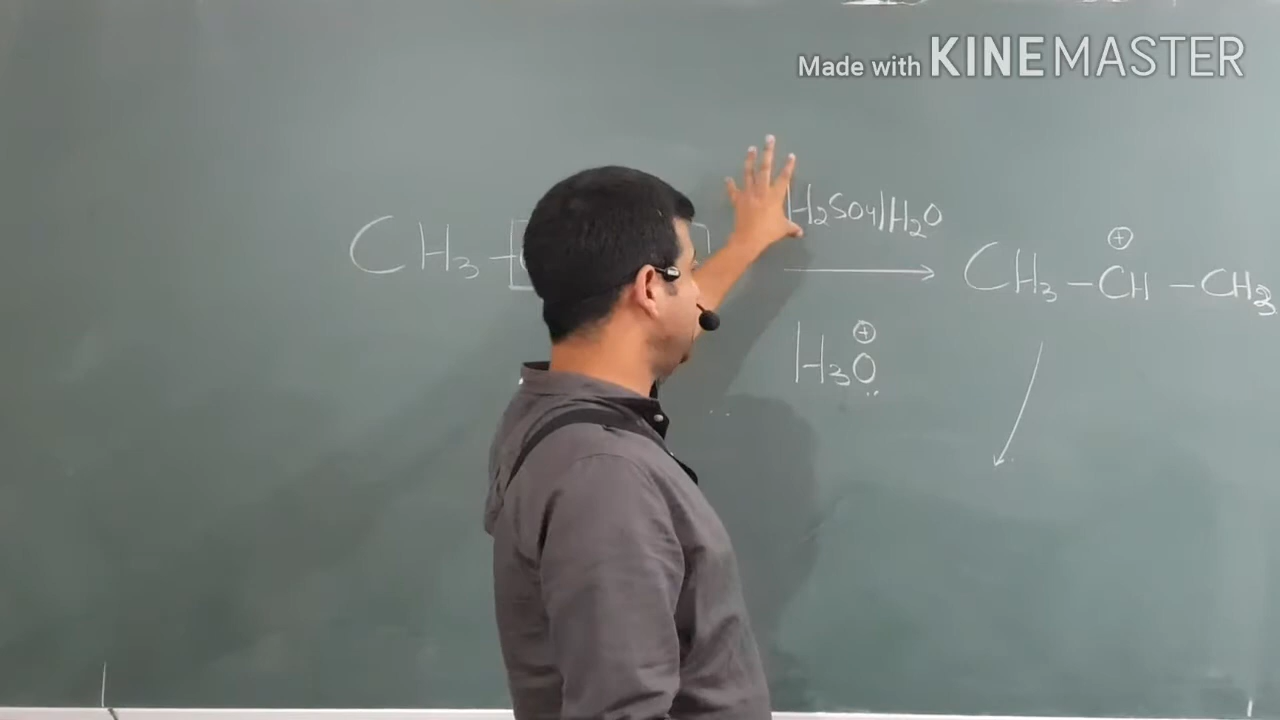 Made with KINEMASTER
H₂SO₄/H₂O
CH₃ –
⊕
CH₃ – CH – CH₃
⊕
H₃O